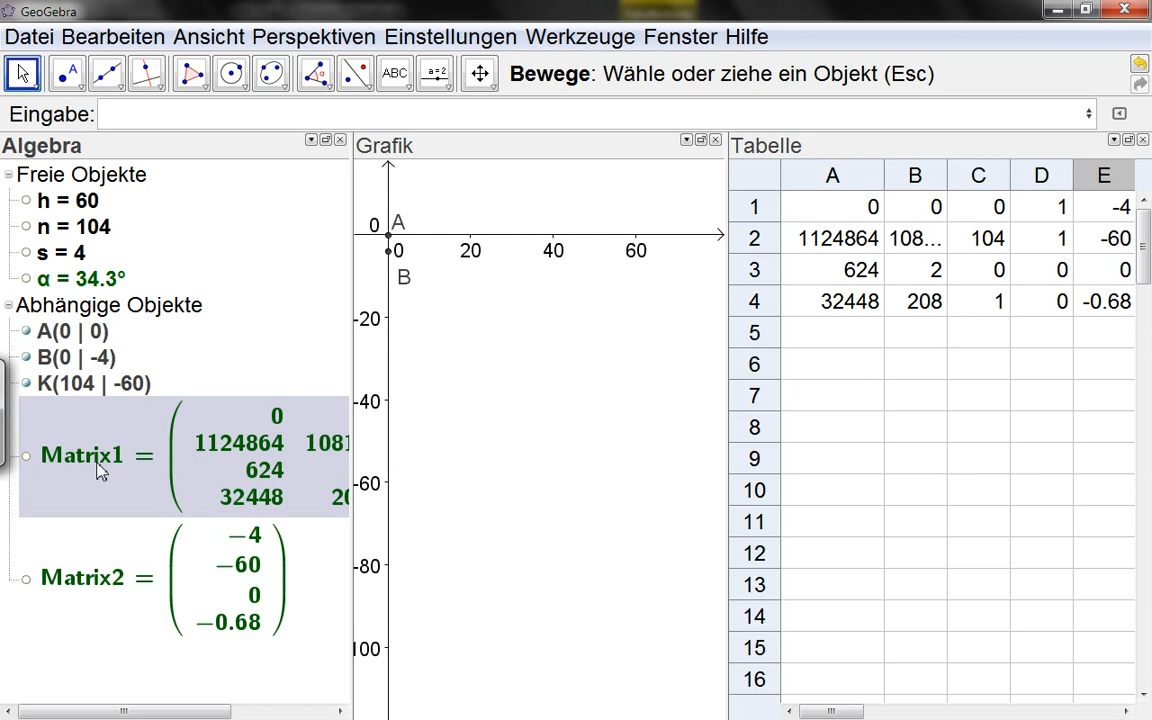 GeoGebra
Datei Bearbeiten Ansicht Perspektiven Einstellungen Werkzeuge Fenster Hilfe
A ABC a=2 Bewege: Wähle oder ziehe ein Objekt (Esc)
Eingabe:
Algebra
Freie Objekte
h = 60
n = 104
s = 4
α = 34.3°
Abhängige Objekte
A(0 | 0)
B(0 | -4)
K(104 | -60)
Matrix1 =
0
1124864 1081
624
32448 20
Matrix2 =
−4
−60
0
−0.68
Grafik
0 A
0 20 40 60
B
-20
-40
-60
-80
100
Tabelle
A B C D E
1 0 0 0 1 -4
2 1124864 108... 104 1 -60
3 624 2 0 0 0
4 32448 208 1 0 -0.68
5
6
7
8
9
10
11
12
13
14
15
16